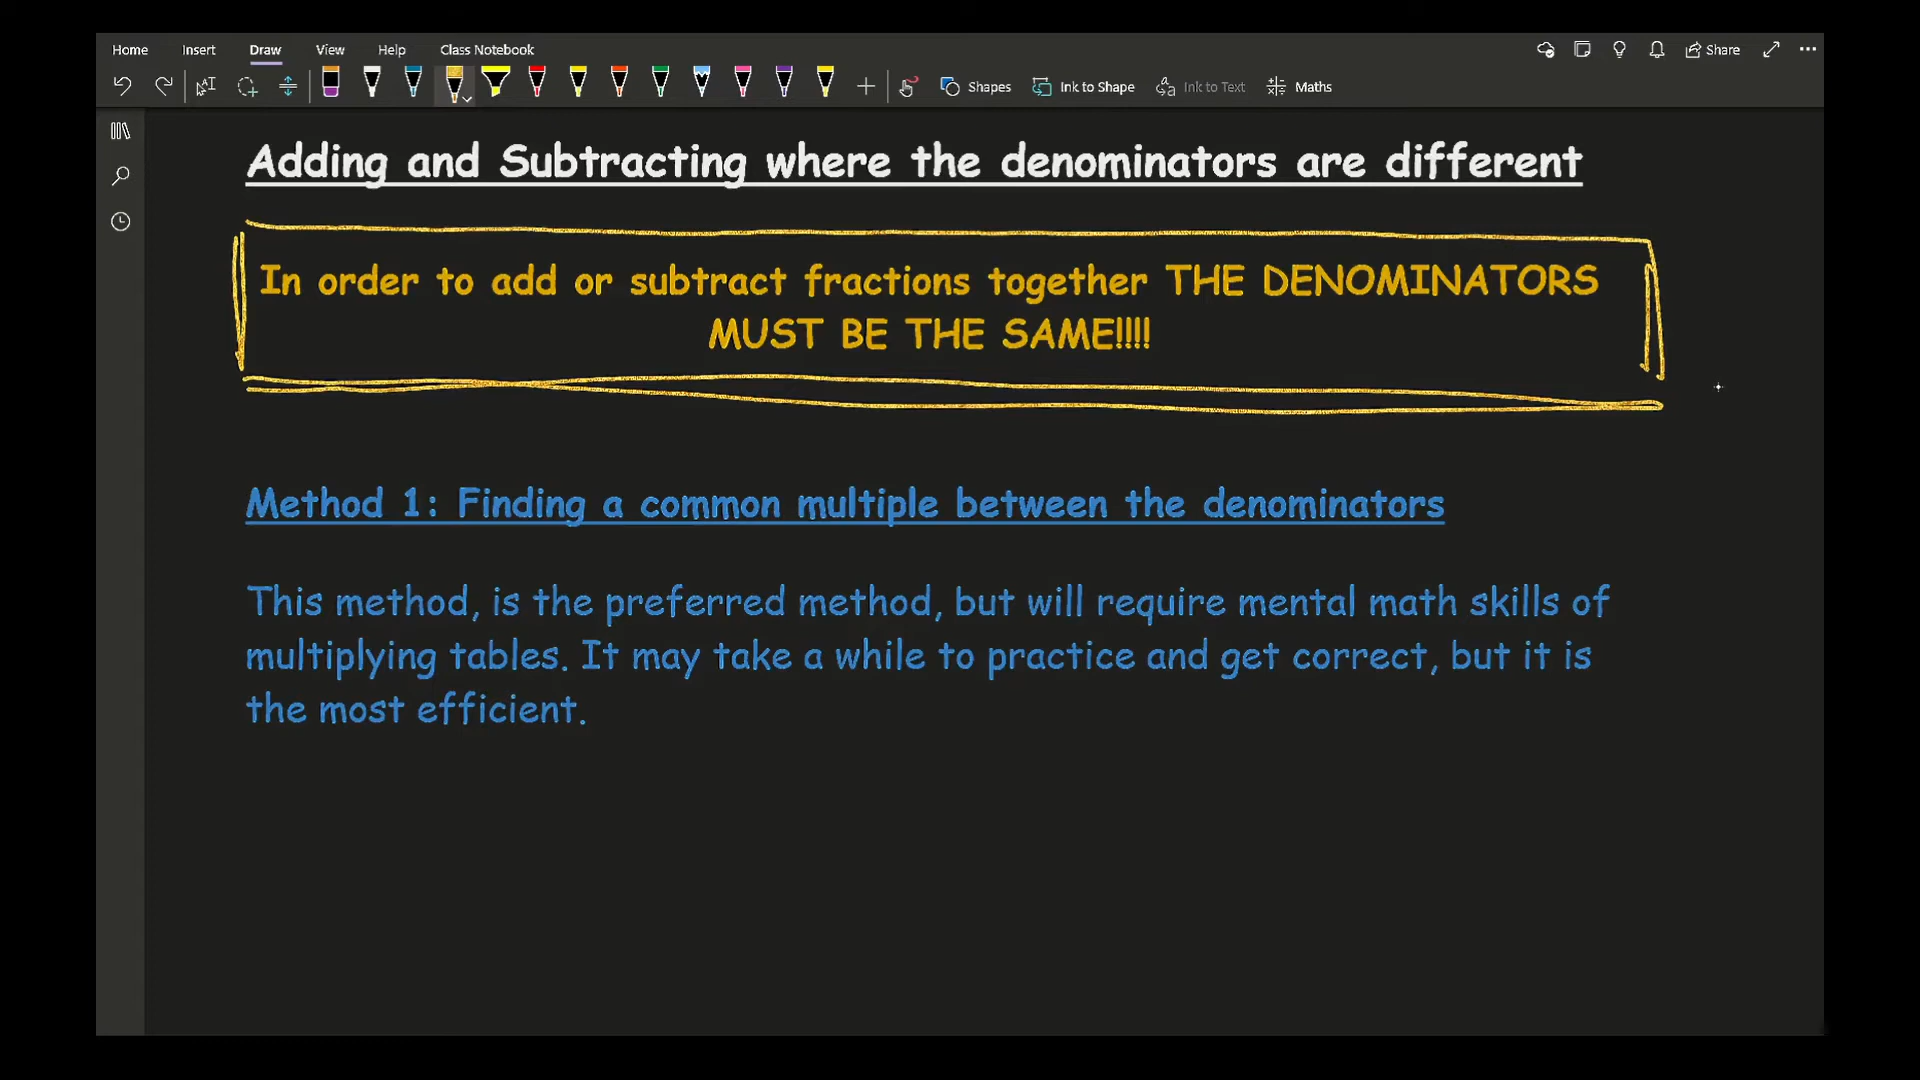 Home Insert Draw View Help Class Notebook Share
Shapes Ink to Shape Ink to Text Maths
Adding and Subtracting where the denominators are different
In order to add or subtract fractions together THE DENOMINATORS
MUST BE THE SAME!!!!
Method 1: Finding a common multiple between the denominators
This method, is the preferred method, but will require mental math skills of
multiplying tables. It may take a while to practice and get correct, but it is
the most efficient.